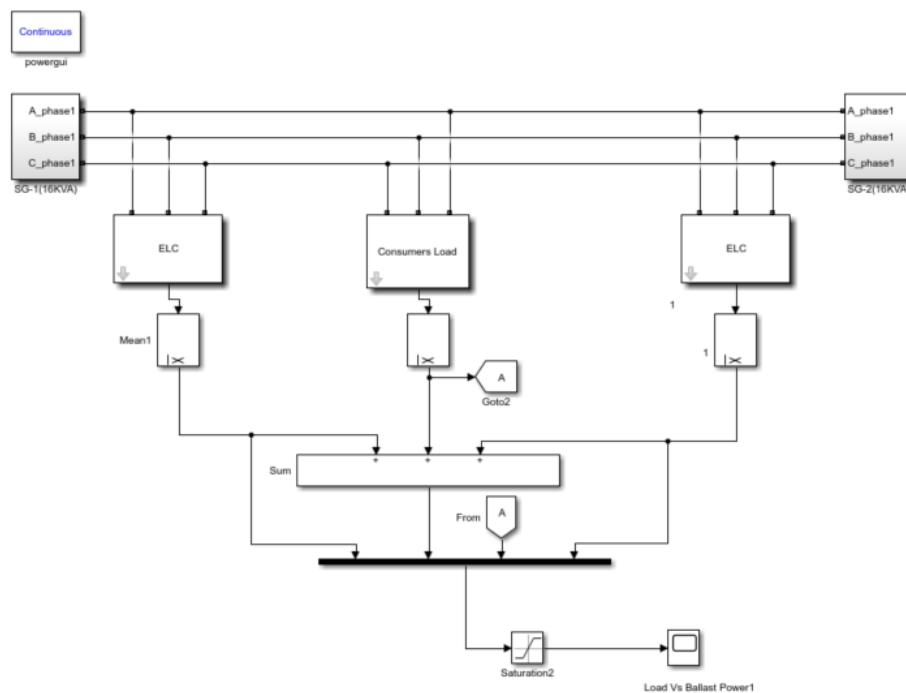 Continuous
powergui
A_phase1
B_phase1
C_phase1
SG-1(16KVA)
A_phase1
B_phase1
C_phase1
SG-2(16KVA
ELC
Consumers Load
ELC
1
Mean1
1
A
Goto2
+ + +
Sum
From
A
Saturation2
Load Vs Ballast Power1